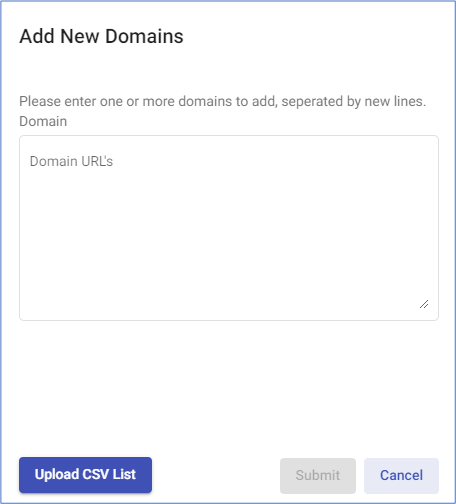 Add New Domains
Please enter one or more domains to add, seperated by new lines.
Domain
Domain URL's
Upload CSV List
Submit
Cancel